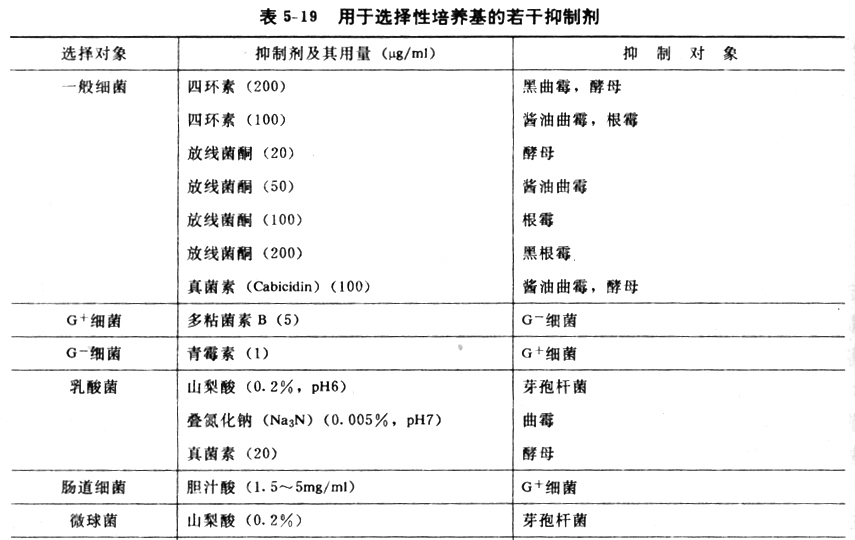 表 5-19 用于选择性培养基的若干抑制剂
选择对象 抑制剂及其用量（μg/ml） 抑 制 对 象
一般细菌 四环素（200） 黑曲霉，酵母
四环素（100） 酱油曲霉，根霉
放线菌酮（20） 酵母
放线菌酮（50） 酱油曲霉
放线菌酮（100） 根霉
放线菌酮（200） 黑根霉
真菌素（Cabicidin）（100） 酱油曲霉，酵母
G⁺细菌 多粘菌素 B（5） G⁻细菌
G⁻细菌 青霉素（1） G⁺细菌
乳酸菌 山梨酸（0.2%，pH6） 芽孢杆菌
叠氮化钠（Na₃N）（0.005%，pH7） 曲霉
真菌素（20） 酵母
肠道细菌 胆汁酸（1.5～5mg/ml） G⁺细菌
微球菌 山梨酸（0.2%） 芽孢杆菌